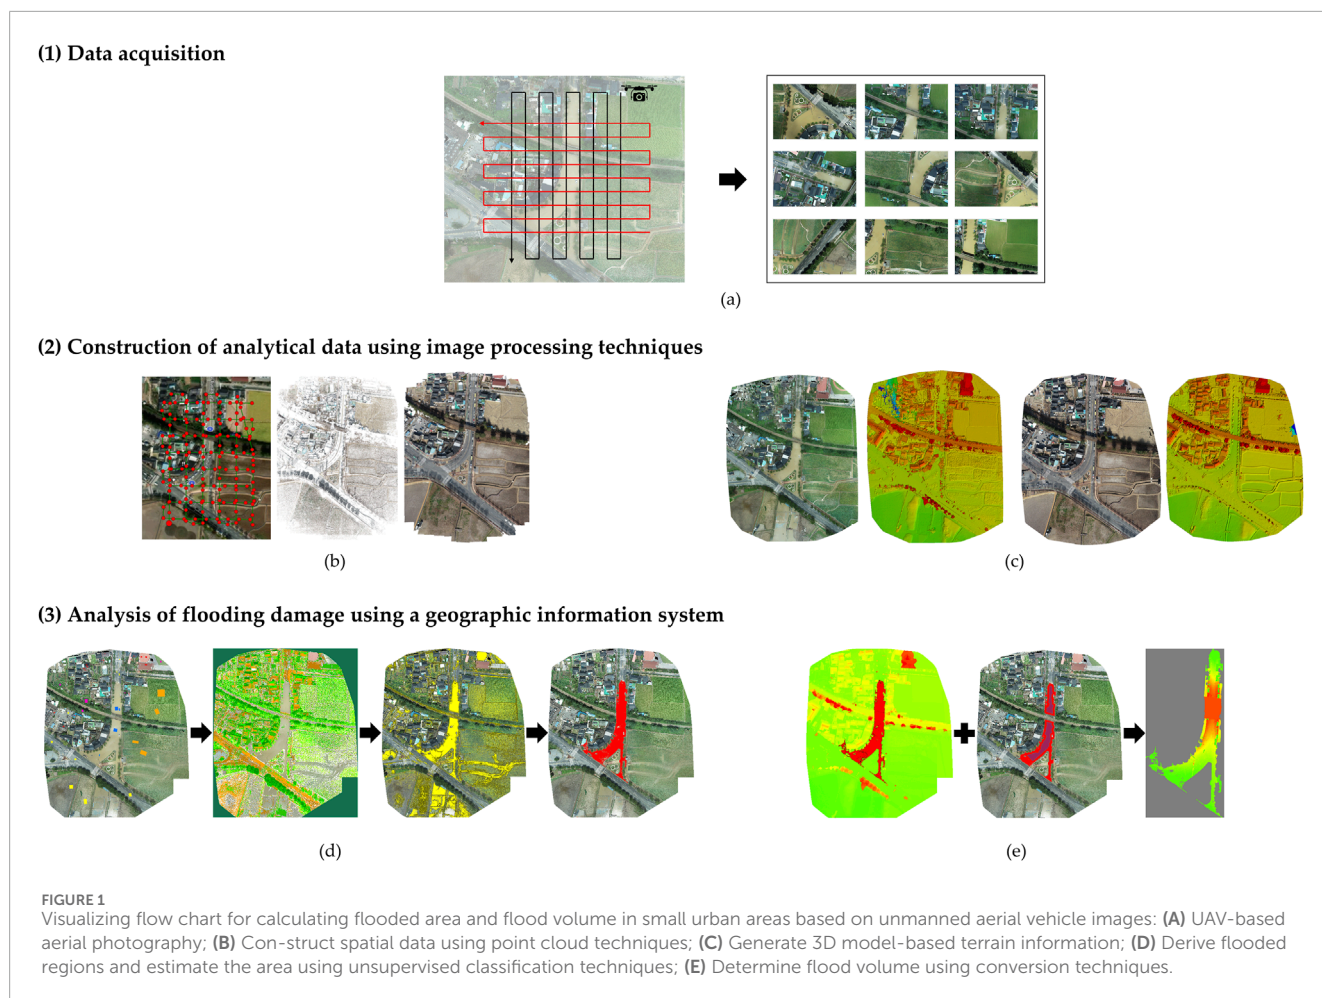 (1) Data acquisition
(a)
(2) Construction of analytical data using image processing techniques
(b)
(c)
(3) Analysis of flooding damage using a geographic information system
(d)
(e)
FIGURE 1
Visualizing flow chart for calculating flooded area and flood volume in small urban areas based on unmanned aerial vehicle images: (A) UAV-based
aerial photography; (B) Con-struct spatial data using point cloud techniques; (C) Generate 3D model-based terrain information; (D) Derive flooded
regions and estimate the area using unsupervised classification techniques; (E) Determine flood volume using conversion techniques.